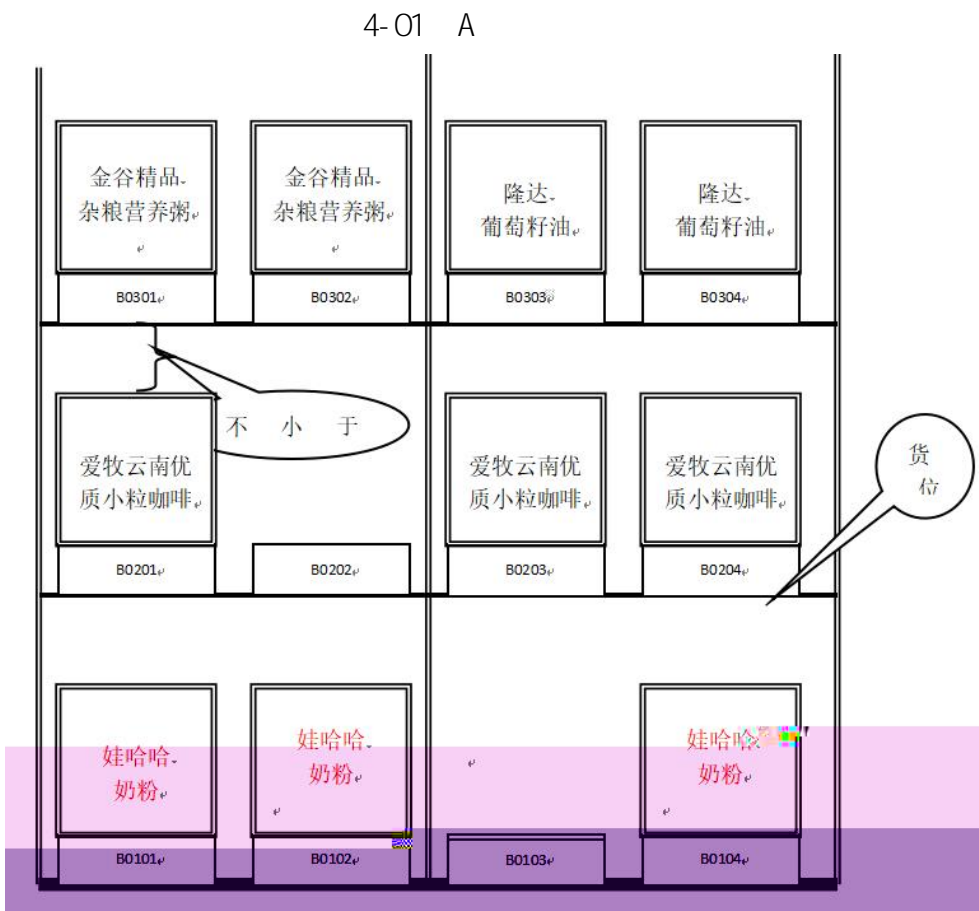 4-01 A
金谷精品
杂粮营养粥
金谷精品
杂粮营养粥
隆达
葡萄籽油
隆达
葡萄籽油
B0301
B0302
B0303
B0304
不 小 于
爱牧云南优
质小粒咖啡
爱牧云南优
质小粒咖啡
爱牧云南优
质小粒咖啡
货
位
B0201
B0202
B0203
B0204
娃哈哈
奶粉
娃哈哈
奶粉
娃哈哈
奶粉
B0101
B0102
B0103
B0104